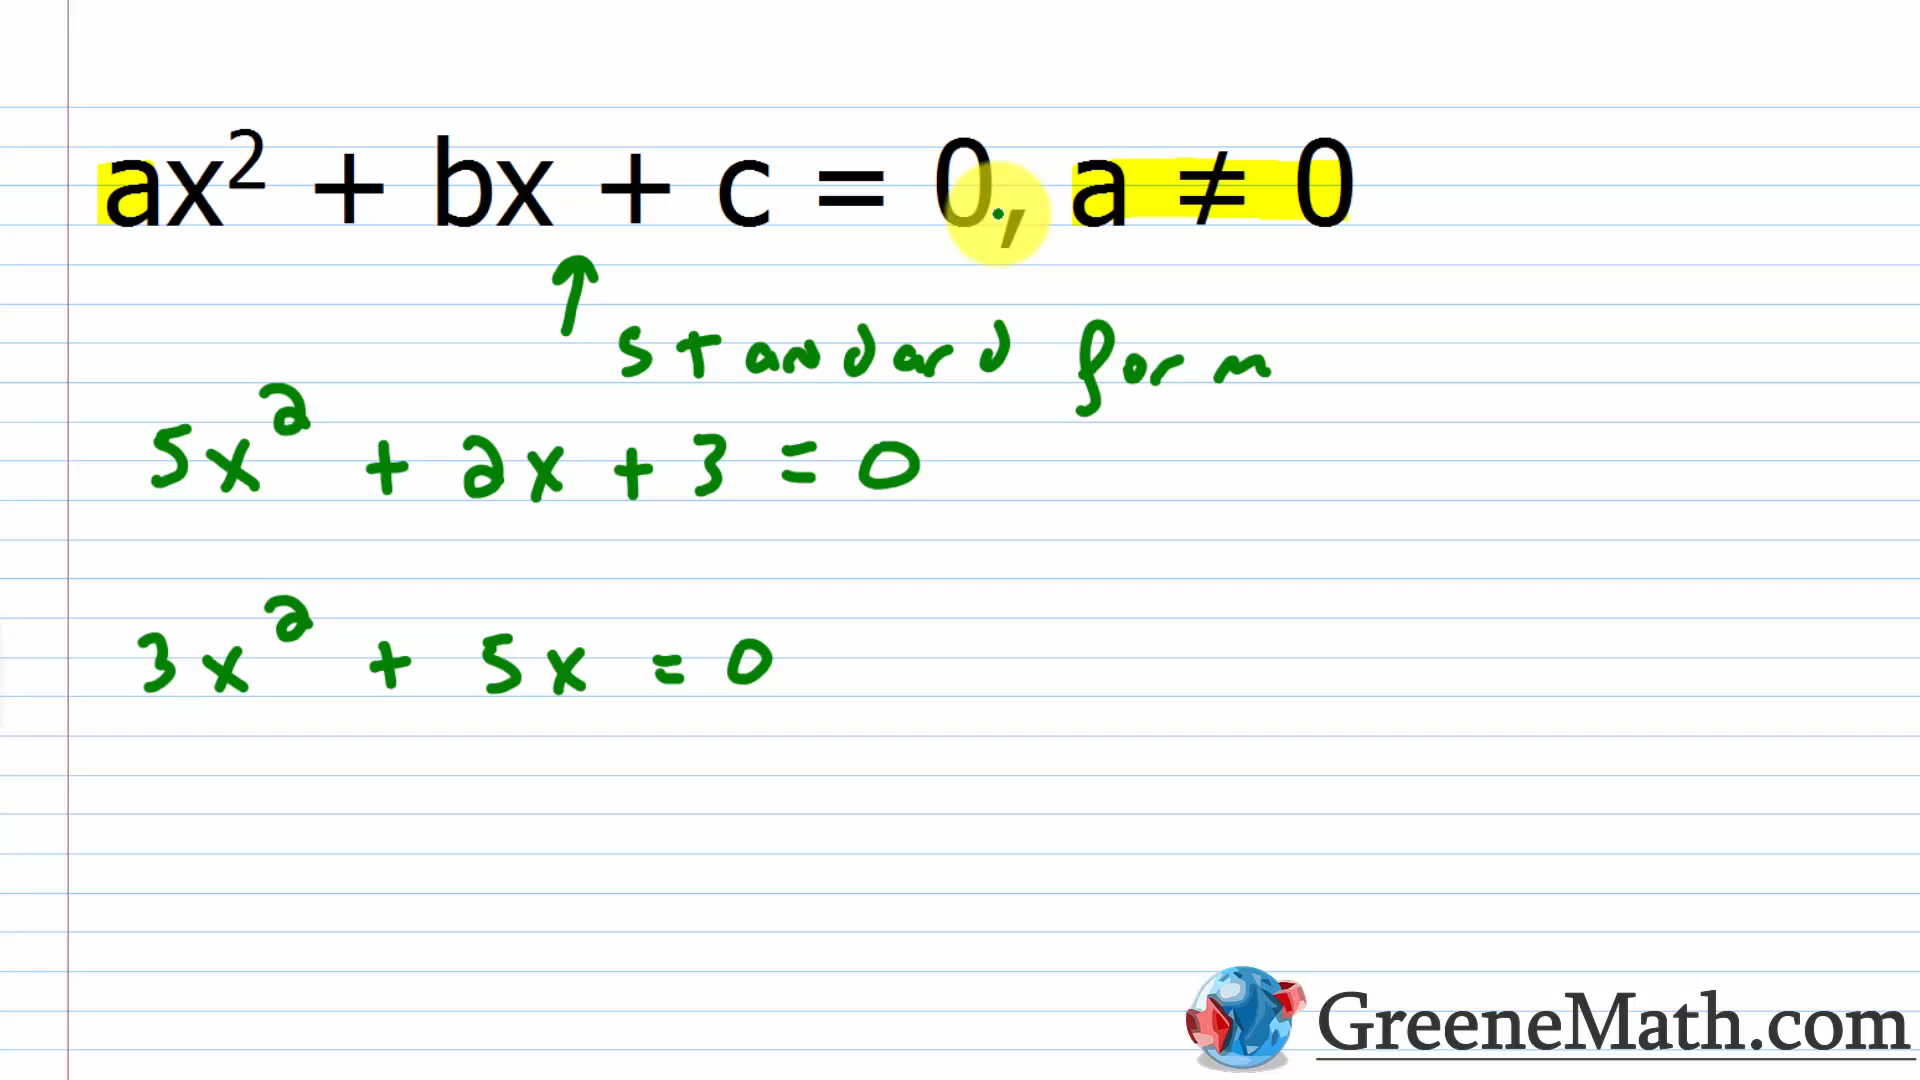 ax² + bx + c = 0, a ≠ 0
standard form
5x² + 2x + 3 = 0
3x² + 5x = 0
GreeneMath.com